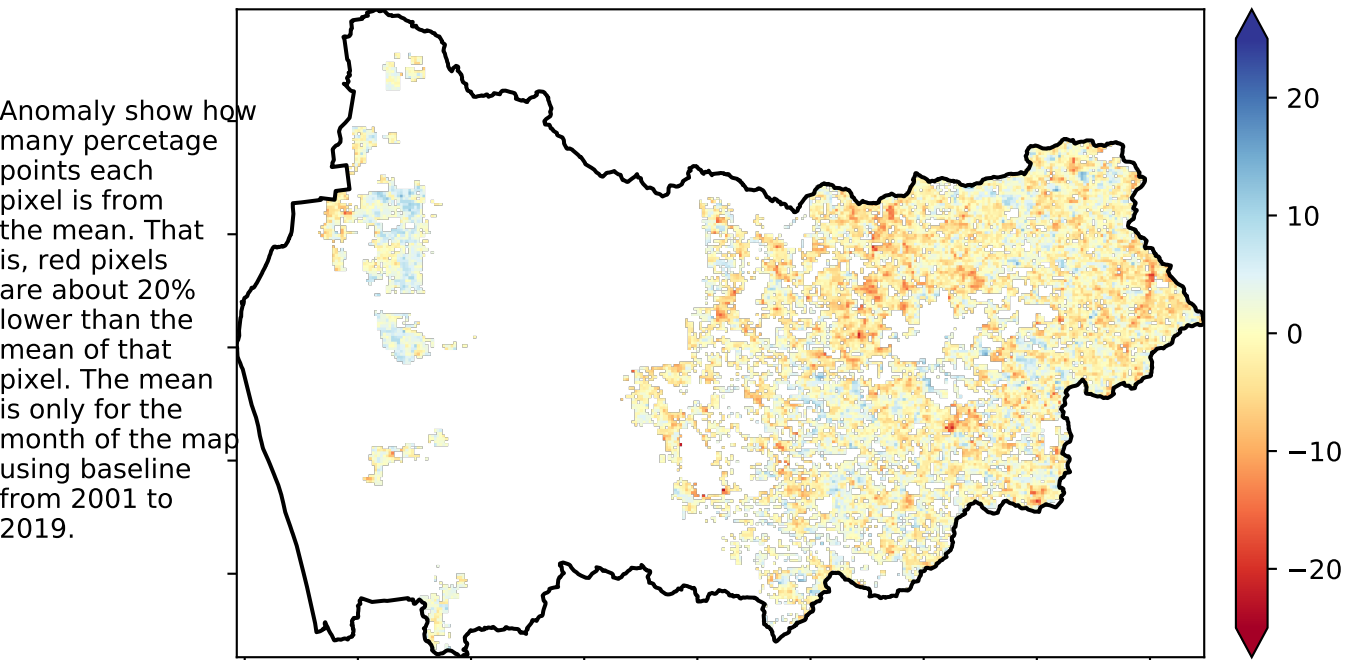 Anomaly show how
many percetage
points each
pixel is from
the mean. That
is, red pixels
are about 20%
lower than the
mean of that
pixel. The mean
is only for the
month of the map
using baseline
from 2001 to
2019.
20
10
0
−10
−20